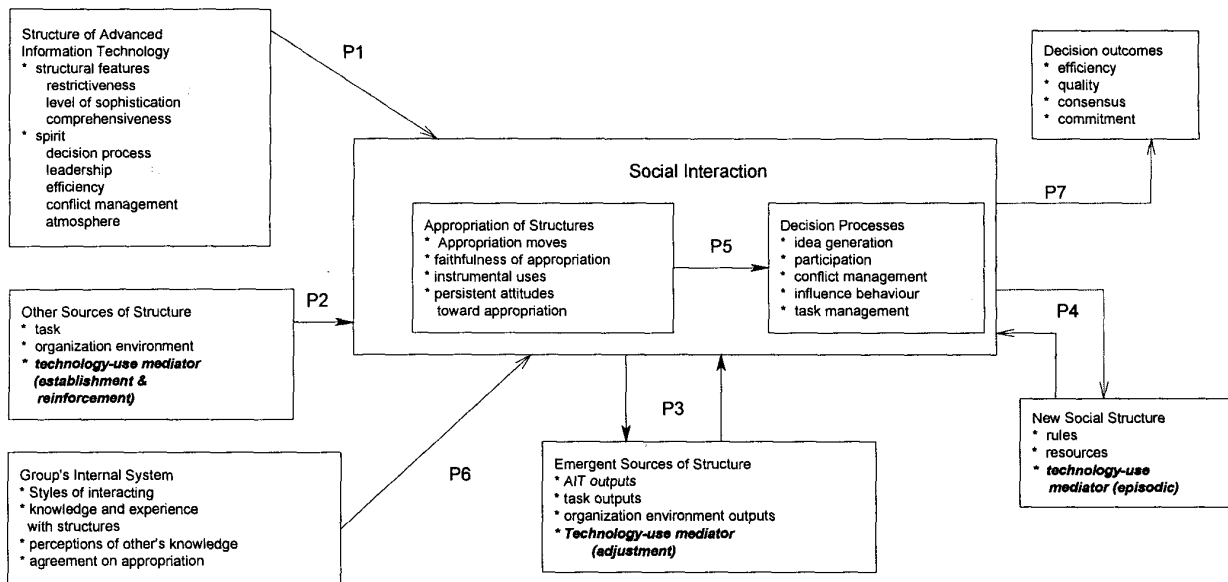 Structure of Advanced
Information Technology
* structural features
restrictiveness
level of sophistication
comprehensiveness
* spirit
decision process
leadership
efficiency
conflict management
atmosphere
P1
Decision outcomes
* efficiency
* quality
* consensus
* commitment
Social Interaction
P7
Appropriation of Structures
* Appropriation moves
* faithfulness of appropriation
* instrumental uses
* persistent attitudes
toward appropriation
P5
Decision Processes
* idea generation
* participation
* conflict management
* influence behaviour
* task management
P2
Other Sources of Structure
* task
* organization environment
* technology-use mediator
(establishment &
reinforcement)
P4
P3
New Social Structure
* rules
* resources
* technology-use
mediator (episodic)
P6
Group's Internal System
* Styles of interacting
* knowledge and experience
with structures
* perceptions of other's knowledge
* agreement on appropriation
Emergent Sources of Structure
* AIT outputs
* task outputs
* organization environment outputs
* Technology-use mediator
(adjustment)